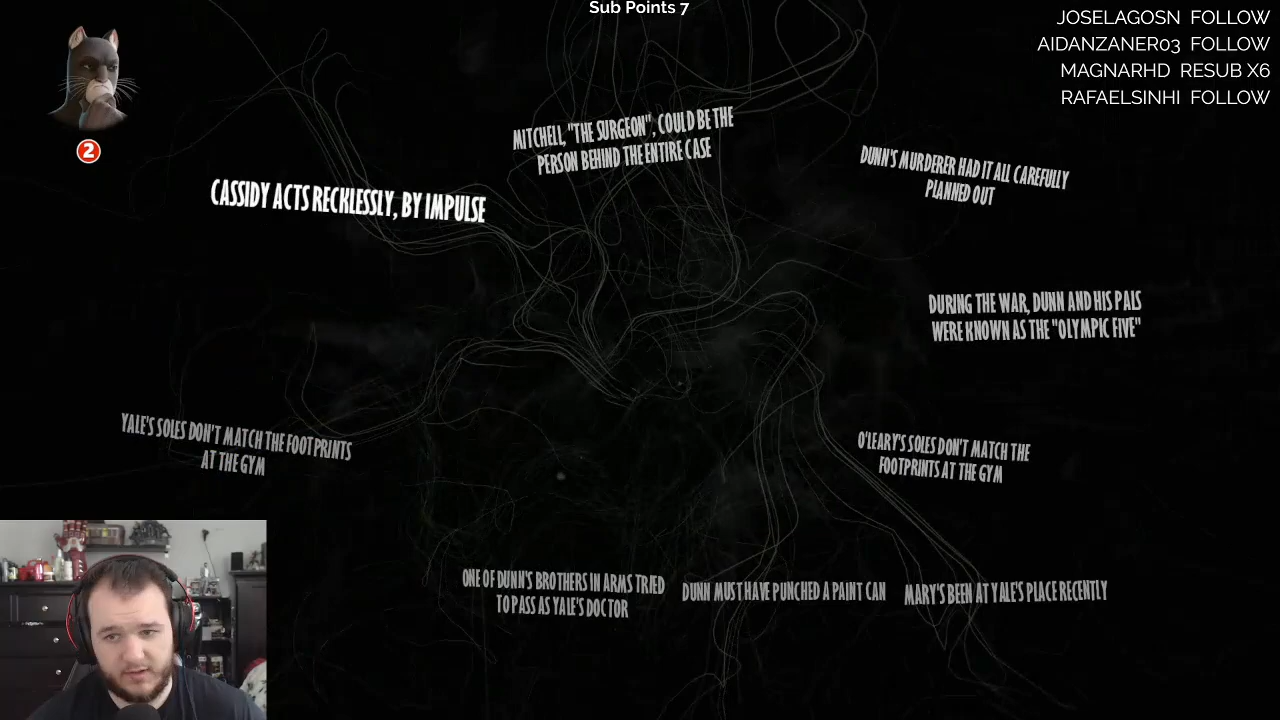 Sub Points 7
JOSELAGOSN FOLLOW
AIDANZANER03 FOLLOW
MAGNARHD RESUB X6
RAFAELSINHI FOLLOW
2
MITCHELL, "THE SURGEON", COULD BE THE
PERSON BEHIND THE ENTIRE CASE
DUNN'S MURDERER HAD IT ALL CAREFULLY
PLANNED OUT
CASSIDY ACTS RECKLESSLY, BY IMPULSE
DURING THE WAR, DUNN AND HIS PALS
WERE KNOWN AS THE "OLYMPIC FIVE"
YALE'S SOLES DON'T MATCH THE FOOTPRINTS
AT THE GYM
O'LEARY'S SOLES DON'T MATCH THE
FOOTPRINTS AT THE GYM
ONE OF DUNN'S BROTHERS IN ARMS TRIED
TO PASS AS YALE'S DOCTOR
DUNN MUST HAVE PUNCHED A PAINT CAN
MARY'S BEEN AT YALE'S PLACE RECENTLY